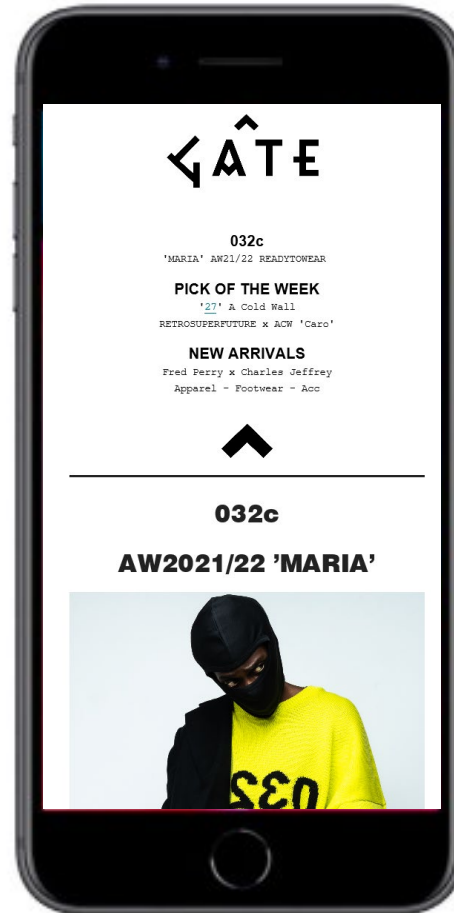 GATE
032c
'MARIA' AW21/22 READYTOWEAR
PICK OF THE WEEK
'27' A Cold Wall
RETROSUPERFUTURE x ACW 'Caro'
NEW ARRIVALS
Fred Perry x Charles Jeffrey
Apparel - Footwear - Acc
032c
AW2021/22 ’MARIA’
032c